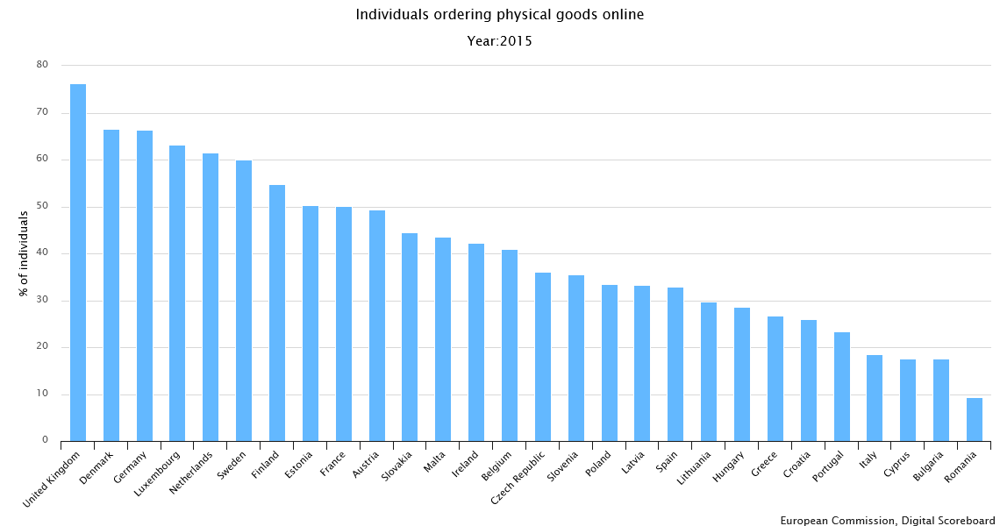 Individuals ordering physical goods online
Year:2015
80
70
60
50
40
30
20
10
0
% of individuals
United Kingdom
Denmark
Germany
Luxembourg
Netherlands
Sweden
Finland
Estonia
France
Austria
Slovakia
Malta
Ireland
Belgium
Czech Republic
Slovenia
Poland
Latvia
Spain
Lithuania
Hungary
Greece
Croatia
Portugal
Italy
Cyprus
Bulgaria
Romania
European Commission, Digital Scoreboard